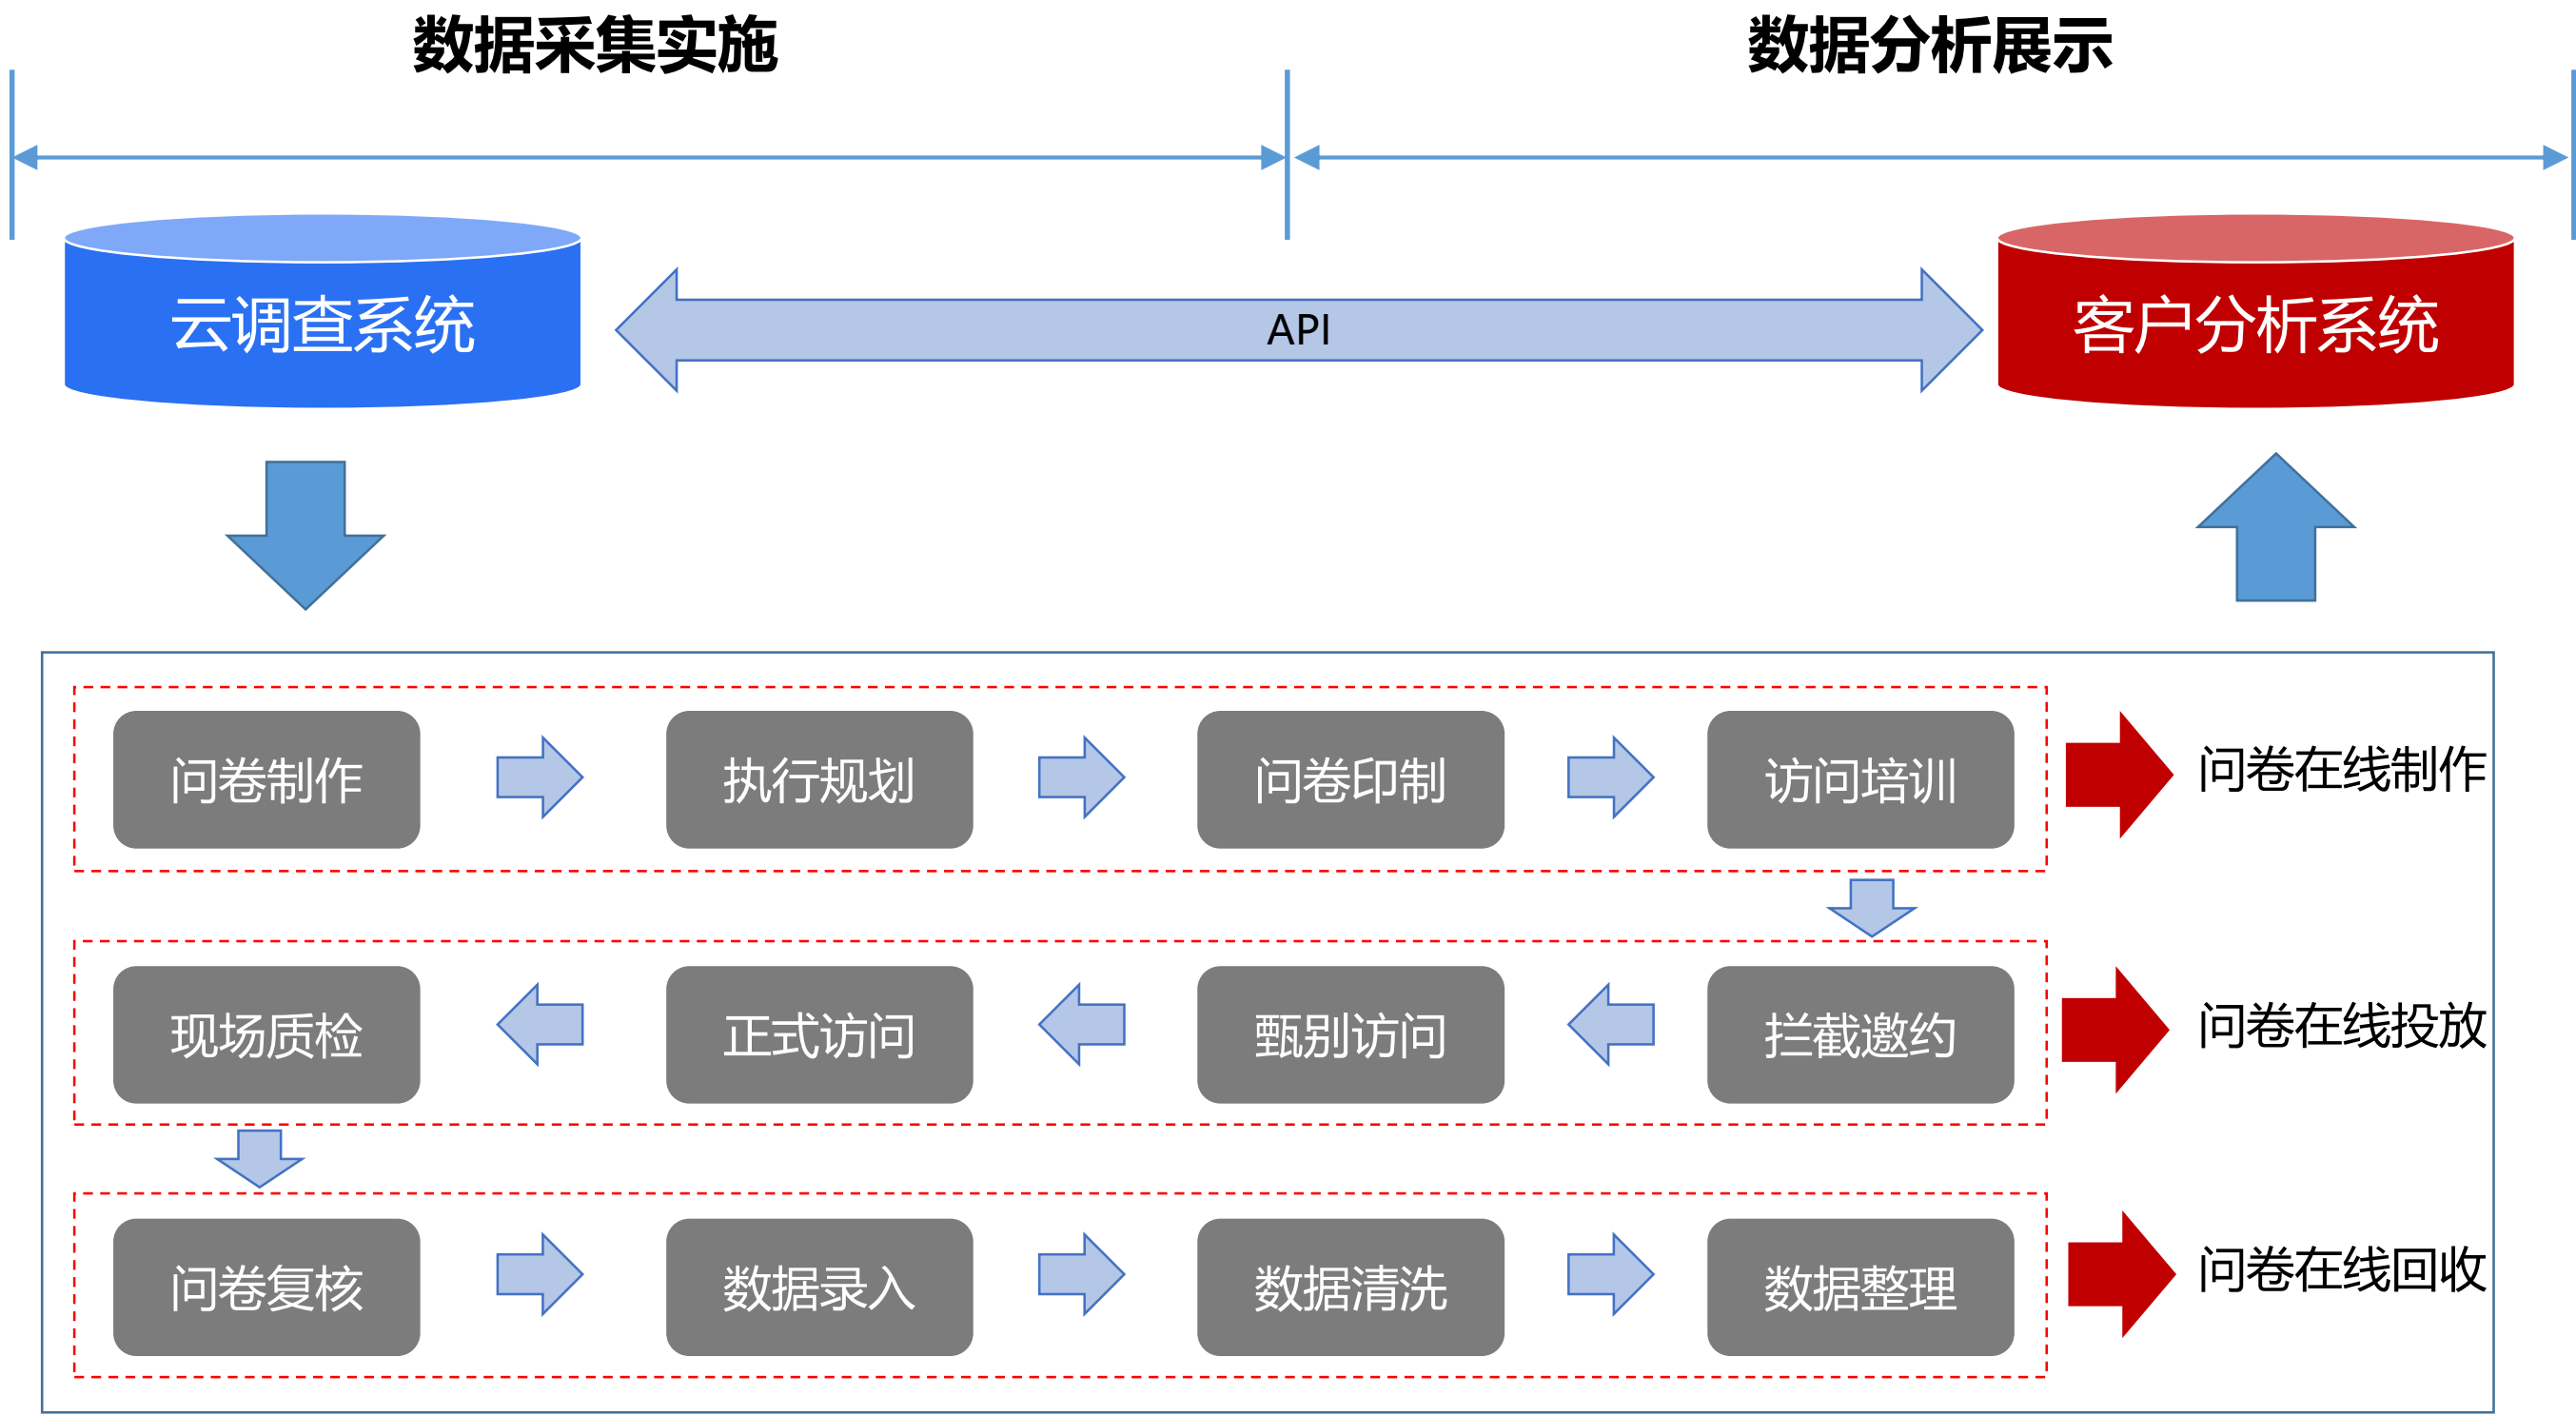 数据采集实施
数据分析展示
云调查系统
API
客户分析系统
问卷制作
执行规划
问卷印制
访问培训
问卷在线制作
现场质检
正式访问
甄别访问
拦截邀约
问卷在线投放
问卷复核
数据录入
数据清洗
数据整理
问卷在线回收